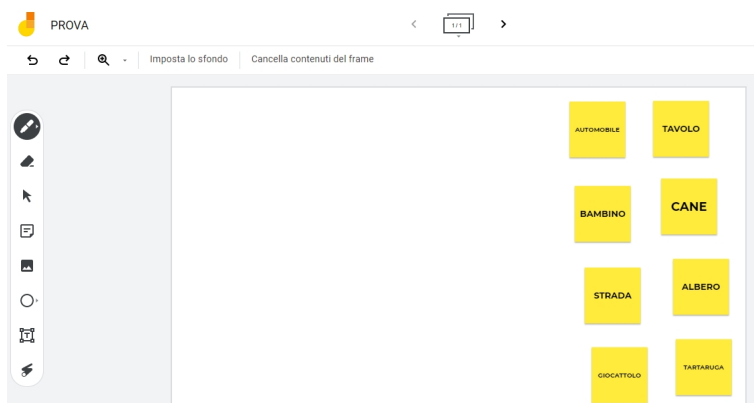 PROVA
1/1
Imposta lo sfondo
Cancella contenuti del frame
AUTOMOBILE
TAVOLO
BAMBINO
CANE
STRADA
ALBERO
GIOCATTOLO
TARTARUGA
T